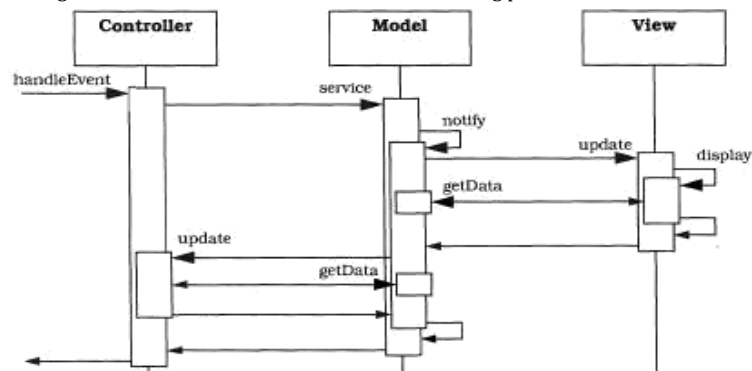 Controller
Model
View
handleEvent
service
notify
update
display
getData
update
getData